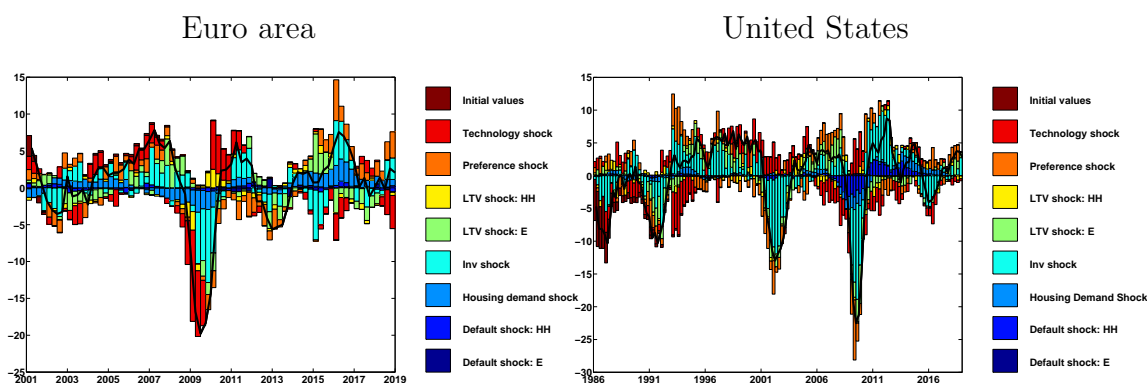 Euro area
United States
15
10
5
0
−5
−10
−15
−20
−25
2001
2003
2005
2007
2009
2011
2013
2015
2017
2019
Initial values
Technology shock
Preference shock
LTV shock: HH
LTV shock: E
Inv shock
Housing demand shock
Default shock: HH
Default shock: E
15
10
5
0
−5
−10
−15
−20
−25
−30
1986
1991
1996
2002
2006
2011
2016
Initial values
Technology shock
Preference shock
LTV shock: HH
LTV shock: E
Inv shock
Housing Demand Shock
Default shock: HH
Default shock: E